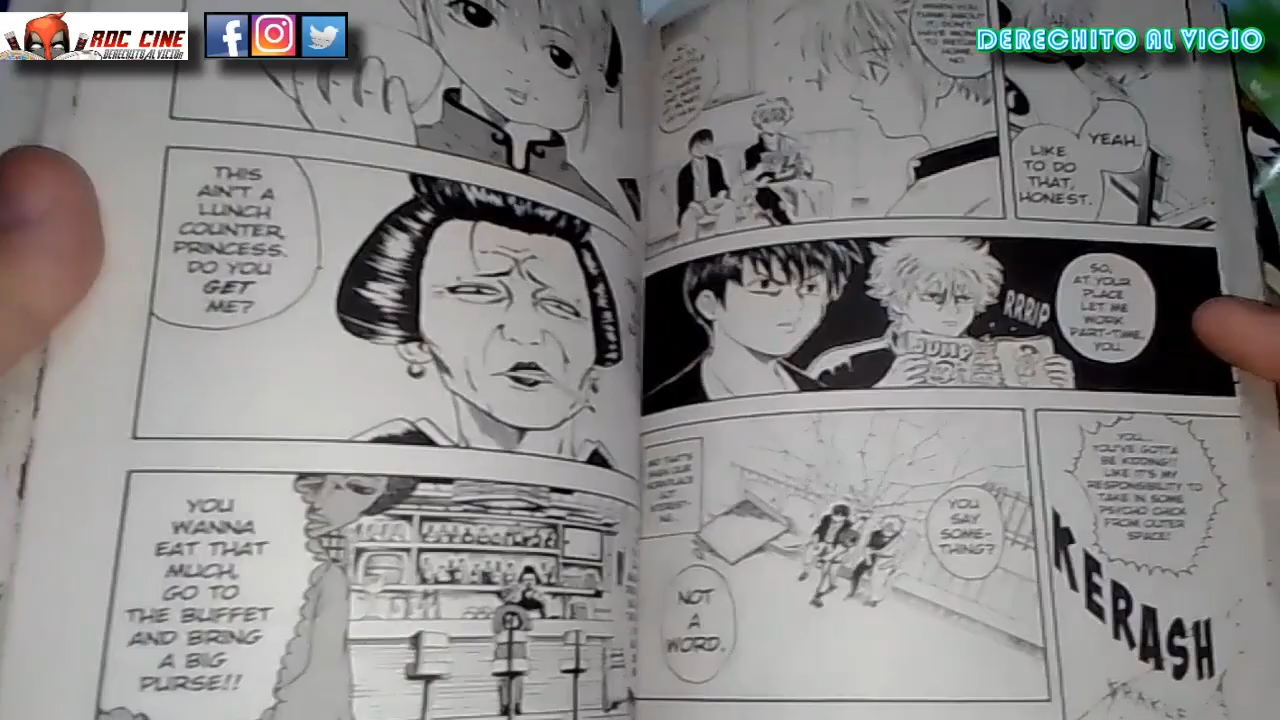 ROC CINE
DERECHITO AL VICIO
DERECHITO AL VICIO
THIS
AIN'T A
LUNCH
COUNTER,
PRINCESS.
DO YOU
GET
ME?
YOU
WANNA
EAT THAT
MUCH,
GO TO
THE BUFFET
AND BRING
A BIG
PURSE!!
YEAH.
LIKE
TO DO
THAT,
HONEST.
SO,
AT YOUR
PLACE
LET ME
WORK
PART-TIME,
YOU.
RRRIP
JUMP
YOU...
YOU'VE GOTTA
BE KIDDING!!
LIKE IT'S MY
RESPONSIBILITY TO
TAKE IN SOME
PSYCHO CHICK
FROM OUTER
SPACE!
KERASH
YOU
SAY
SOME-
THING?
NOT
A
WORD.